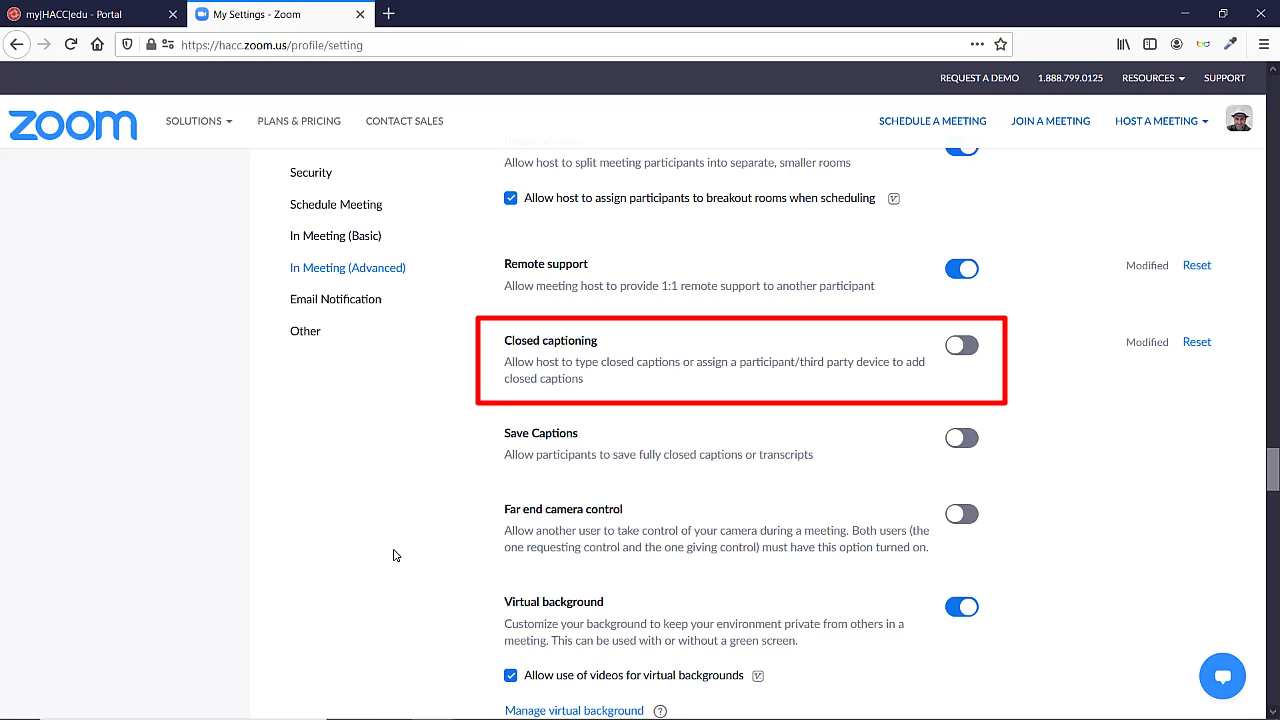 my|HACC|edu - Portal
My Settings - Zoom
https://hacc.zoom.us/profile/setting
REQUEST A DEMO 1.888.799.0125 RESOURCES SUPPORT
zoom
SOLUTIONS PLANS & PRICING CONTACT SALES SCHEDULE A MEETING JOIN A MEETING HOST A MEETING
Security
Schedule Meeting
In Meeting (Basic)
In Meeting (Advanced)
Email Notification
Other
Allow host to split meeting participants into separate, smaller rooms
Allow host to assign participants to breakout rooms when scheduling
Remote support
Modified Reset
Allow meeting host to provide 1:1 remote support to another participant
Closed captioning
Modified Reset
Allow host to type closed captions or assign a participant/third party device to add
closed captions
Save Captions
Allow participants to save fully closed captions or transcripts
Far end camera control
Allow another user to take control of your camera during a meeting. Both users (the
one requesting control and the one giving control) must have this option turned on.
Virtual background
Customize your background to keep your environment private from others in a
meeting. This can be used with or without a green screen.
Allow use of videos for virtual backgrounds
Manage virtual background